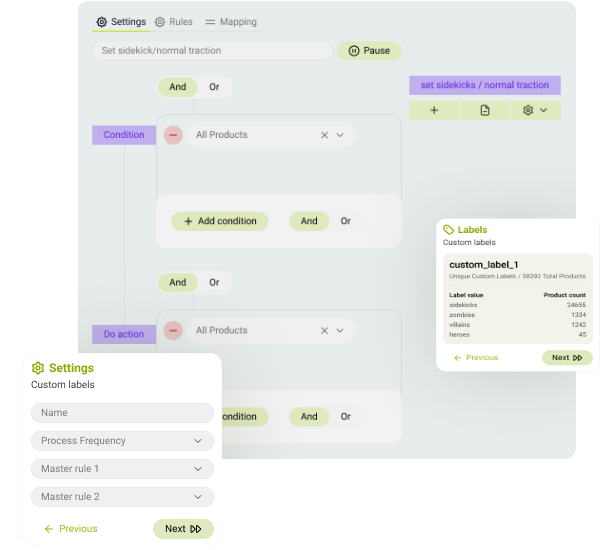 Settings Rules Mapping
Set sidekick/normal traction Pause
And Or
set sidekicks / normal traction
Condition
All Products
Add condition And Or
And Or
Do action
All Products
ondition And Or
Labels
Custom labels
custom_label_1
Unique Custom Labels / 38292 Total Products
Label value Product count
sidekicks 24655
zombies 1334
villains 1242
heroes 45
Previous Next
Settings
Custom labels
Name
Process Frequency
Master rule 1
Master rule 2
Previous Next